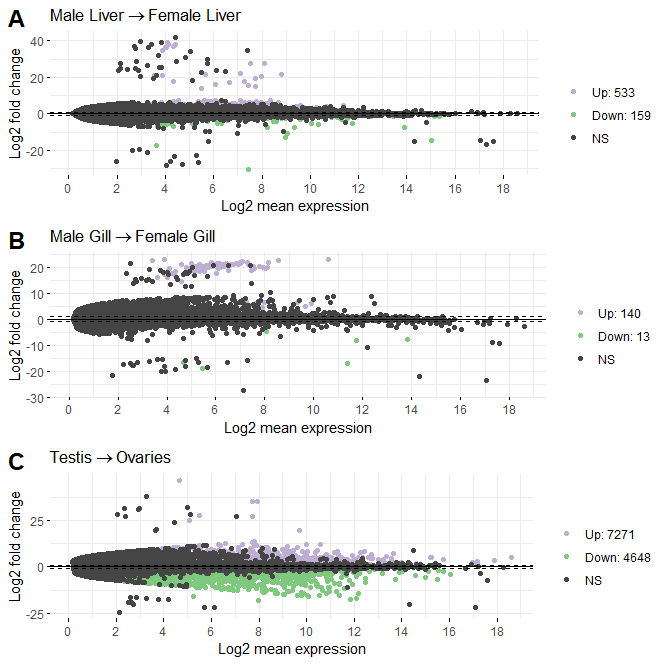 A
Male Liver → Female Liver
Log2 fold change
40
20
0
-20
0 2 4 6 8 10 12 14 16 18
Log2 mean expression
Up: 533
Down: 159
NS
B
Male Gill → Female Gill
Log2 fold change
20
10
0
-10
-20
-30
0 2 4 6 8 10 12 14 16 18
Log2 mean expression
Up: 140
Down: 13
NS
C
Testis → Ovaries
Log2 fold change
25
0
-25
0 2 4 6 8 10 12 14 16 18
Log2 mean expression
Up: 7271
Down: 4648
NS